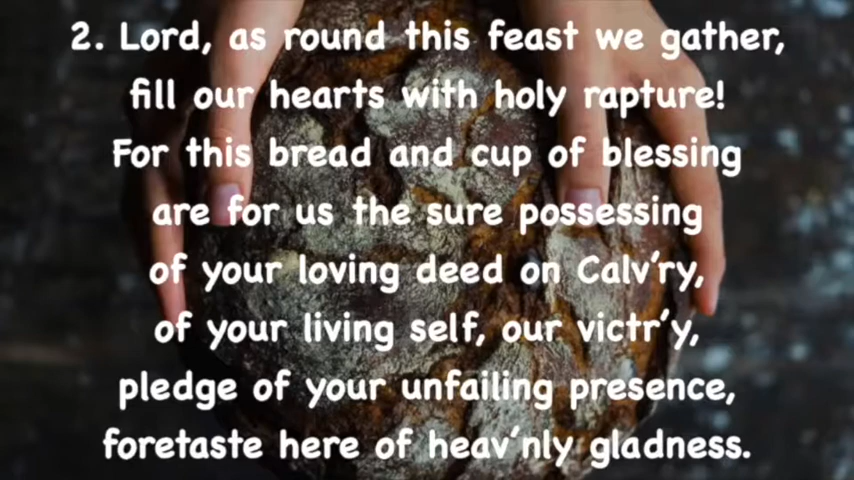 2. Lord, as round this feast we gather,
fill our hearts with holy rapture!
For this bread and cup of blessing
are for us the sure possessing
of your loving deed on Calv’ry,
of your living self, our victr’y,
pledge of your unfailing presence,
foretaste here of heav’nly gladness.